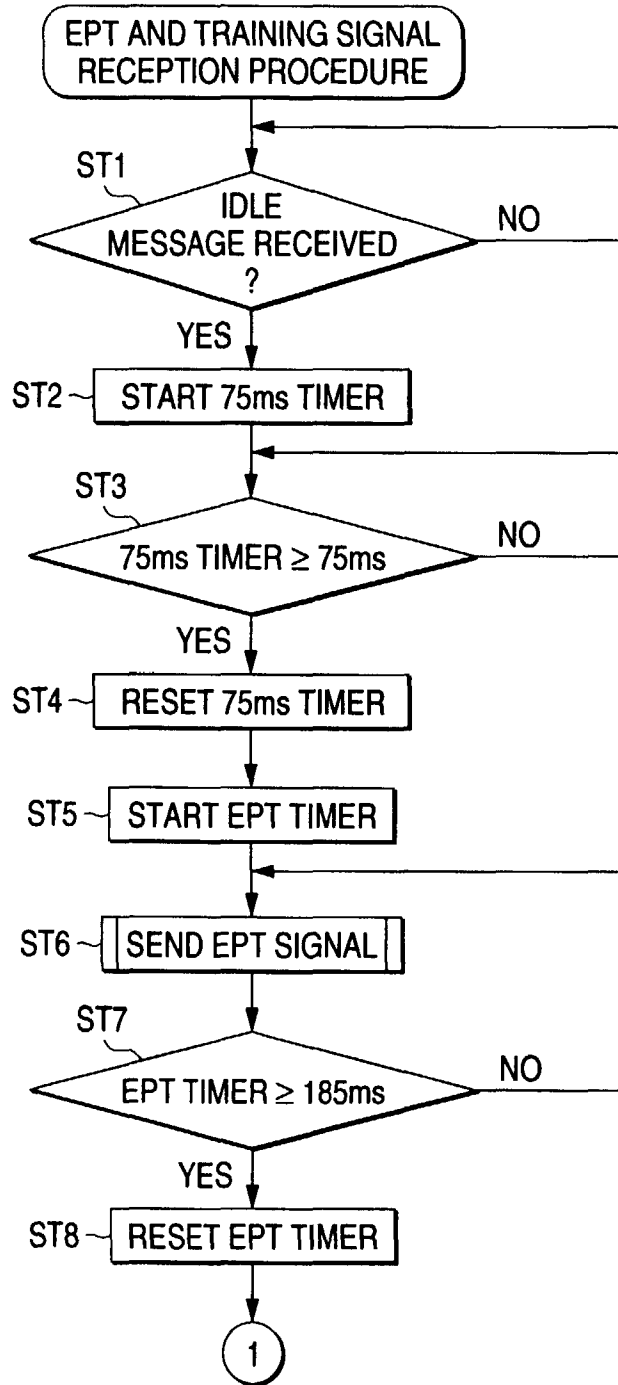 EPT AND TRAINING SIGNAL
RECEPTION PROCEDURE
ST1
IDLE
MESSAGE RECEIVED
?
NO
YES
ST2
START 75ms TIMER
ST3
75ms TIMER ≥ 75ms
NO
YES
ST4
RESET 75ms TIMER
ST5
START EPT TIMER
ST6
SEND EPT SIGNAL
ST7
EPT TIMER ≥ 185ms
NO
YES
ST8
RESET EPT TIMER
1